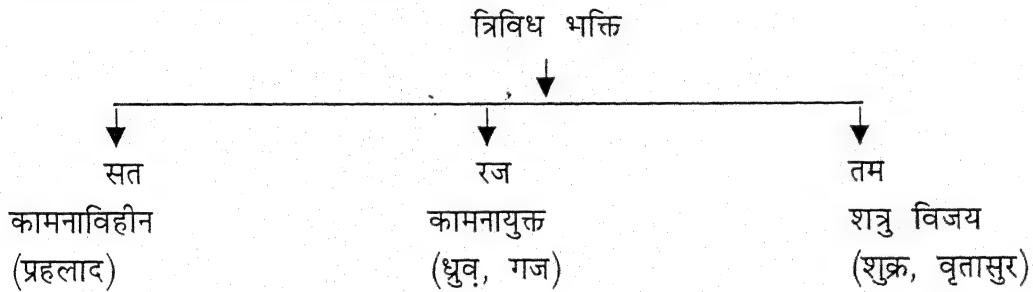 त्रिविध भक्ति
सत रज तम
कामनाविहीन कामनायुक्त शत्रु विजय
(प्रहलाद) (ध्रुव, गज) (शुक्र, वृतासुर)